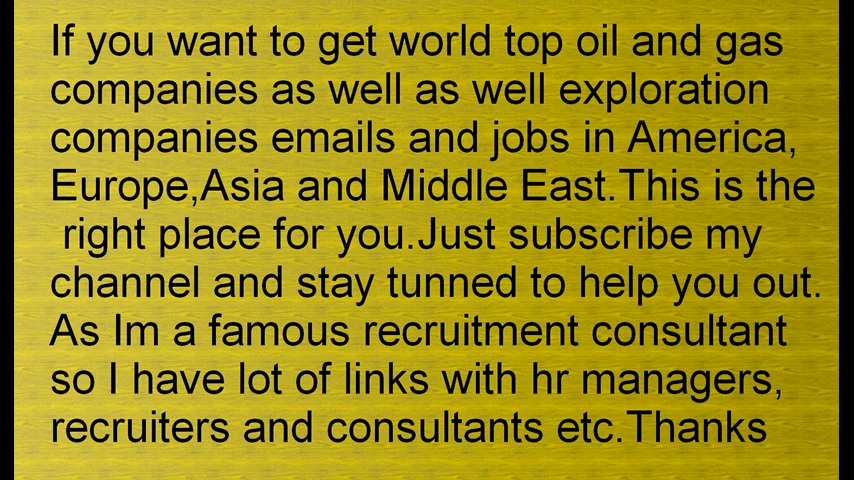 If you want to get world top oil and gas
companies as well as well exploration
companies emails and jobs in America,
Europe,Asia and Middle East.This is the
right place for you.Just subscribe my
channel and stay tunned to help you out.
As Im a famous recruitment consultant
so I have lot of links with hr managers,
recruiters and consultants etc.Thanks